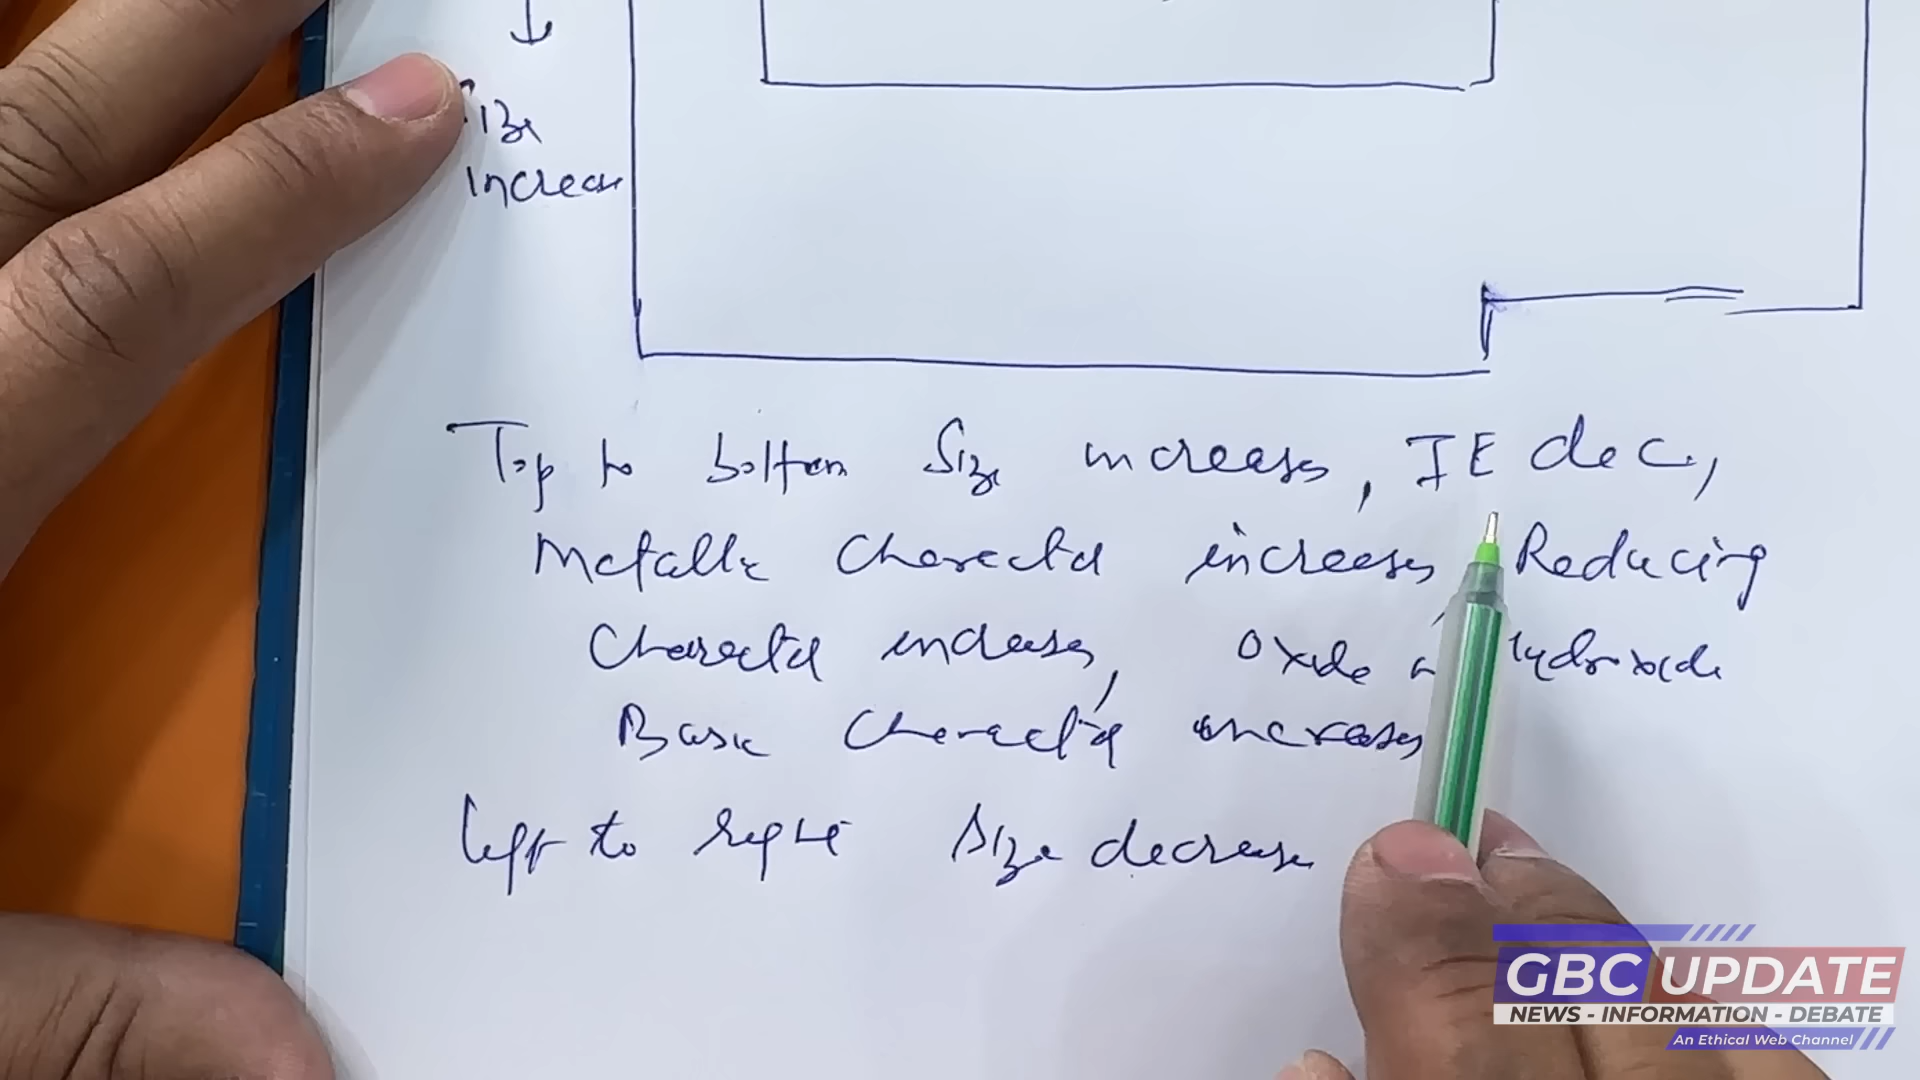 Size
increase
Top to bottom Size increases, IE dec,
Metallic Character increases, Reducing
Character increases, Oxide hydroxide
Basic Character increases
left to right size decrease
GBC UPDATE
NEWS - INFORMATION - DEBATE
An Ethical Web Channel